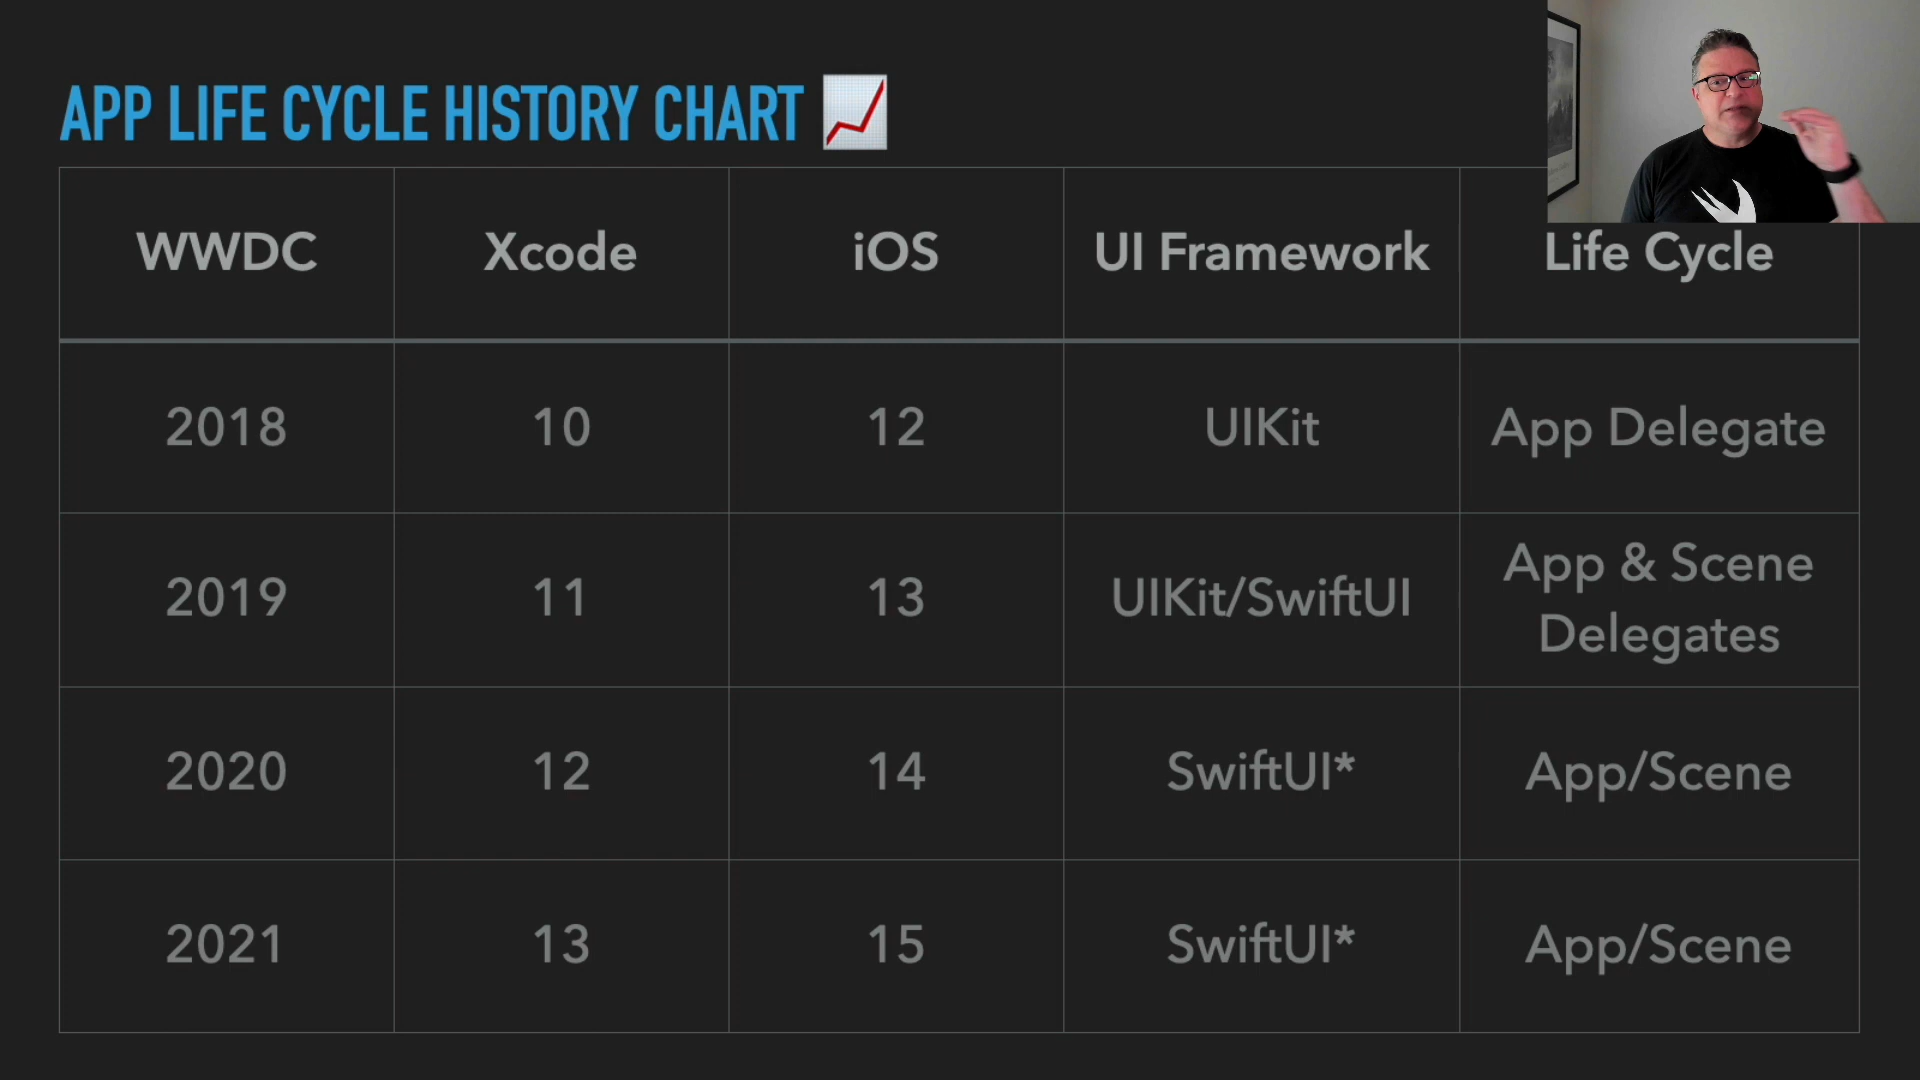 APP LIFE CYCLE HISTORY CHART
WWDC Xcode iOS UI Framework Life Cycle
2018 10 12 UIKit App Delegate
2019 11 13 UIKit/SwiftUI App & Scene
Delegates
2020 12 14 SwiftUI* App/Scene
2021 13 15 SwiftUI* App/Scene